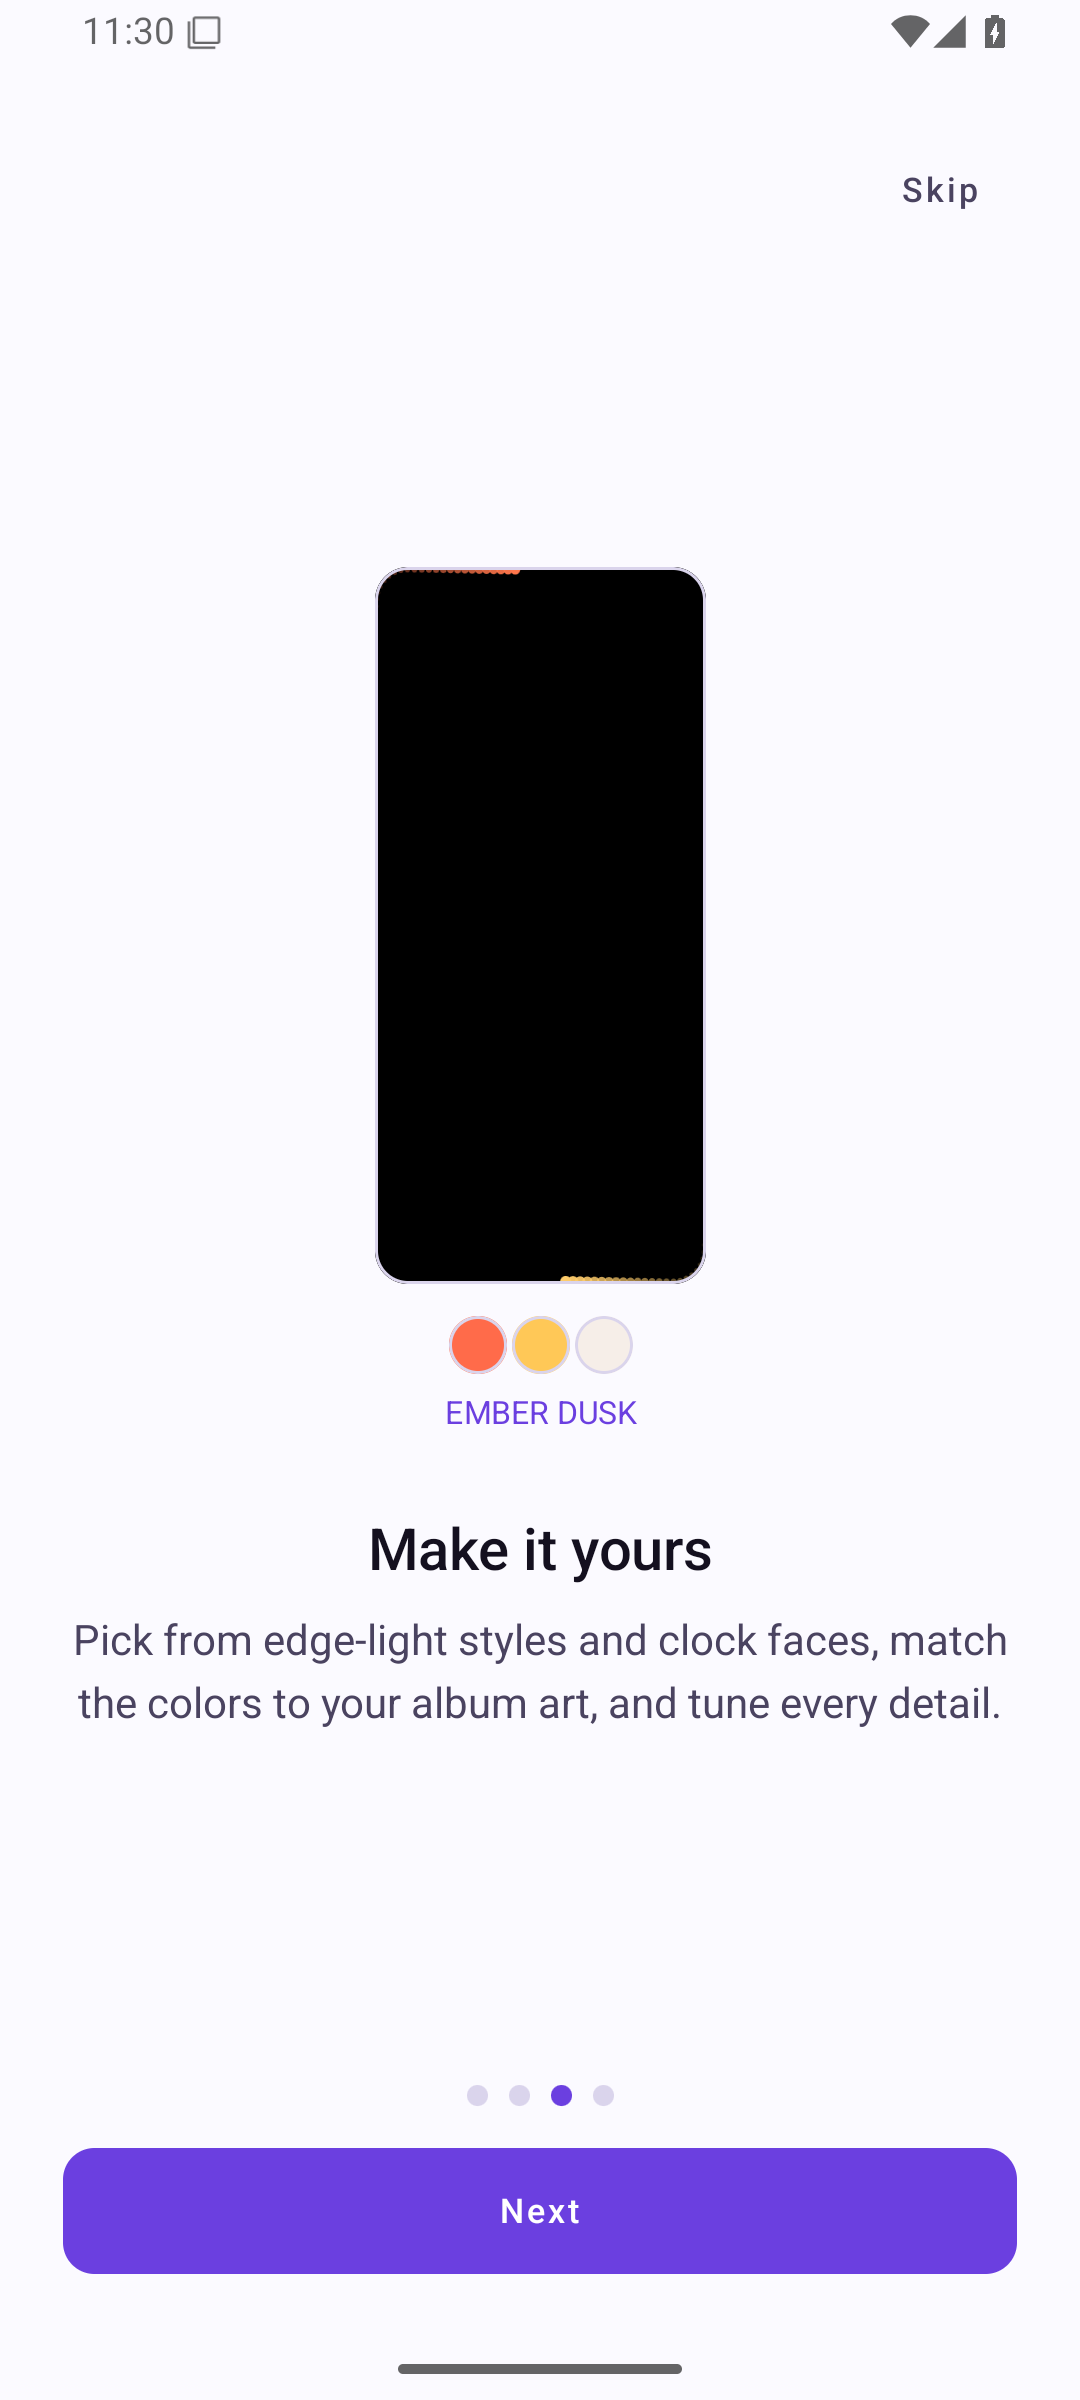 11:30
Skip
EMBER DUSK
Make it yours
Pick from edge-light styles and clock faces, match
the colors to your album art, and tune every detail.
Next